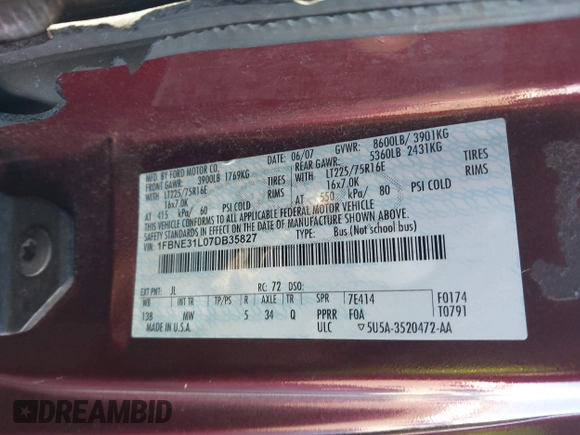 MFD. BY FORD MOTOR CO. 06/07 GVWR: 8600LB/ 3901KG
FRONT GAWR: 3900LB 1769KG REAR GAWR: 5360LB 2431KG
WITH LT225/75R16E TIRES WITH LT225/75R16E TIRES
16x7.0K RIMS 16x7.0K RIMS
AT 415 kPa/ 60 PSI COLD AT 550 kPa/ 80 PSI COLD
THIS VEHICLE CONFORMS TO ALL APPLICABLE FEDERAL MOTOR VEHICLE
SAFETY STANDARDS IN EFFECT ON THE DATE OF MANUFACTURE SHOWN ABOVE.
VIN: 1FBNE31L07DB35827 TYPE: Bus (Not school bus)
EXT PNT: JL RC: 72 DSO:
WB INT TR TP/PS R AXLE TR SPR 7E414 F0174
138 MW 5 34 Q PPRR FOA T0791
MADE IN U.S.A. ULC ▽5U5A-3520472-AA
DREAMBID